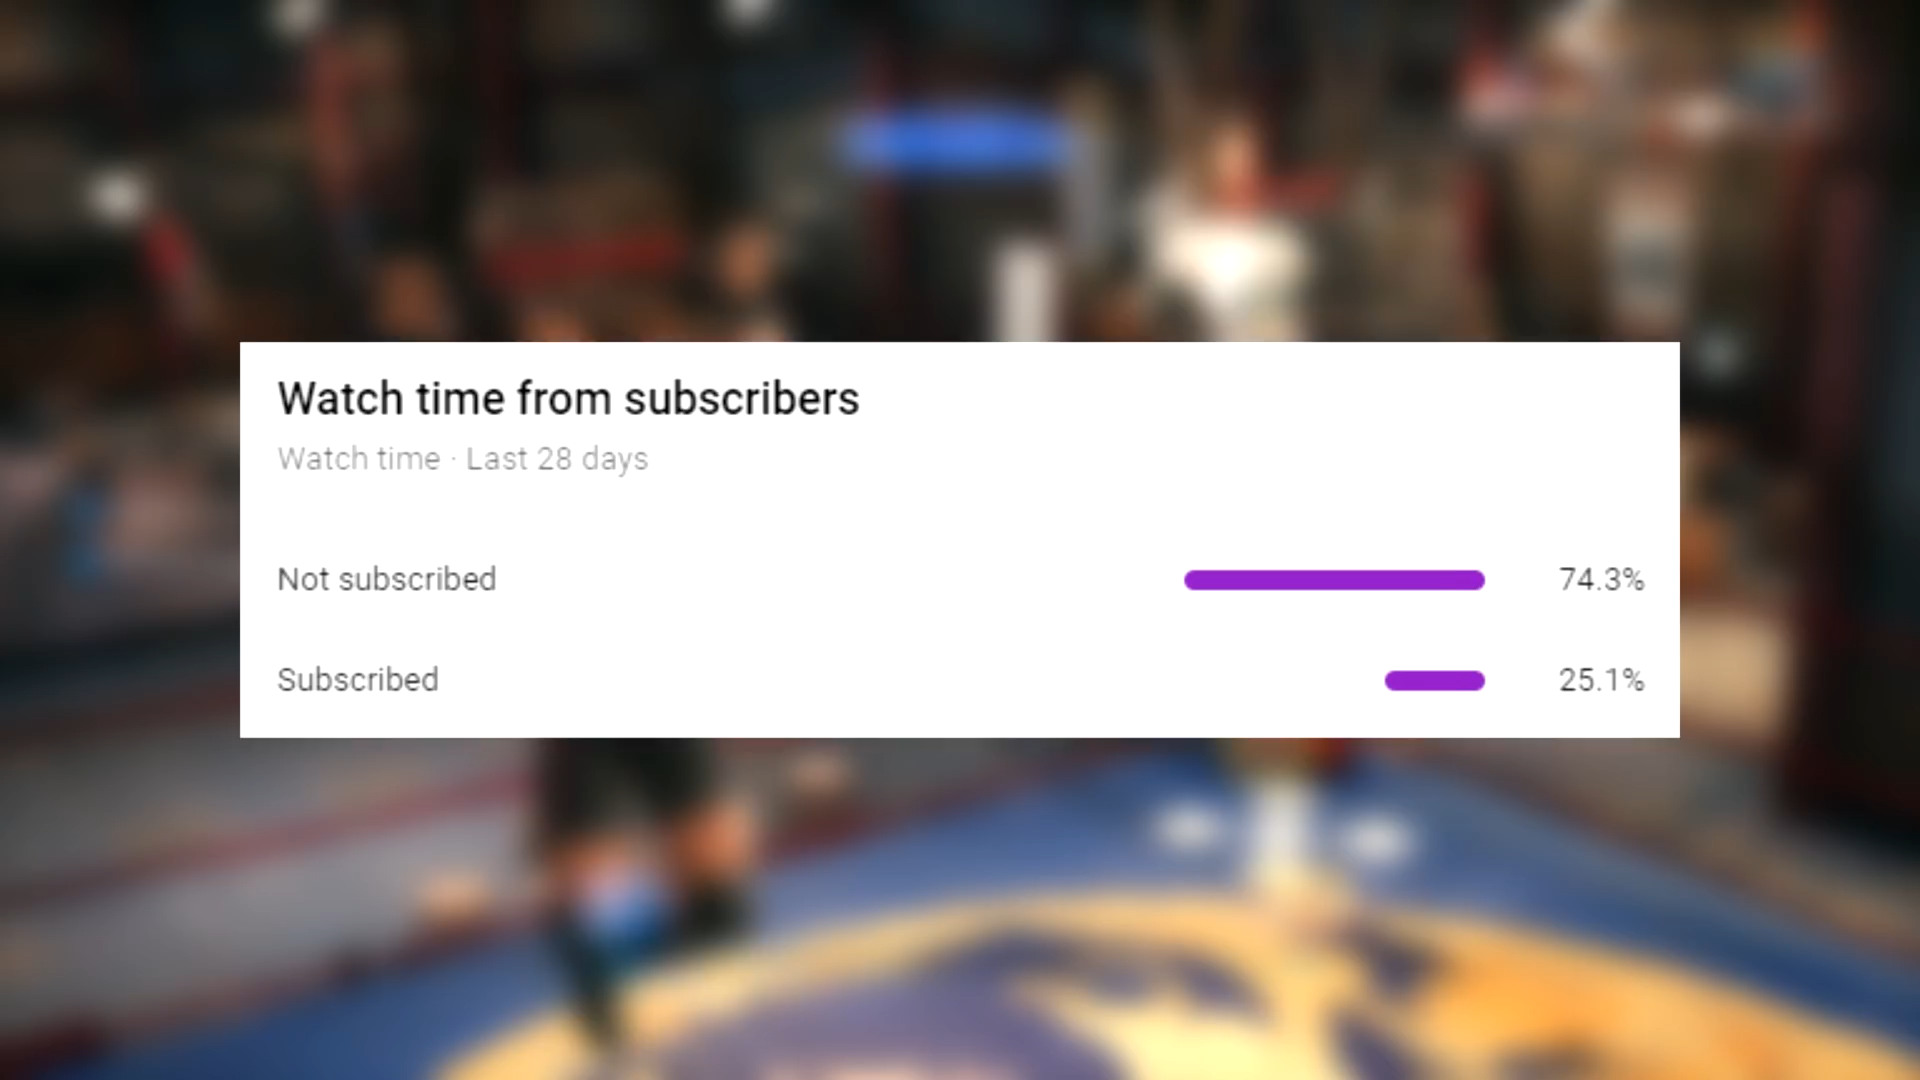 Watch time from subscribers
Watch time · Last 28 days
Not subscribed 74.3%
Subscribed 25.1%